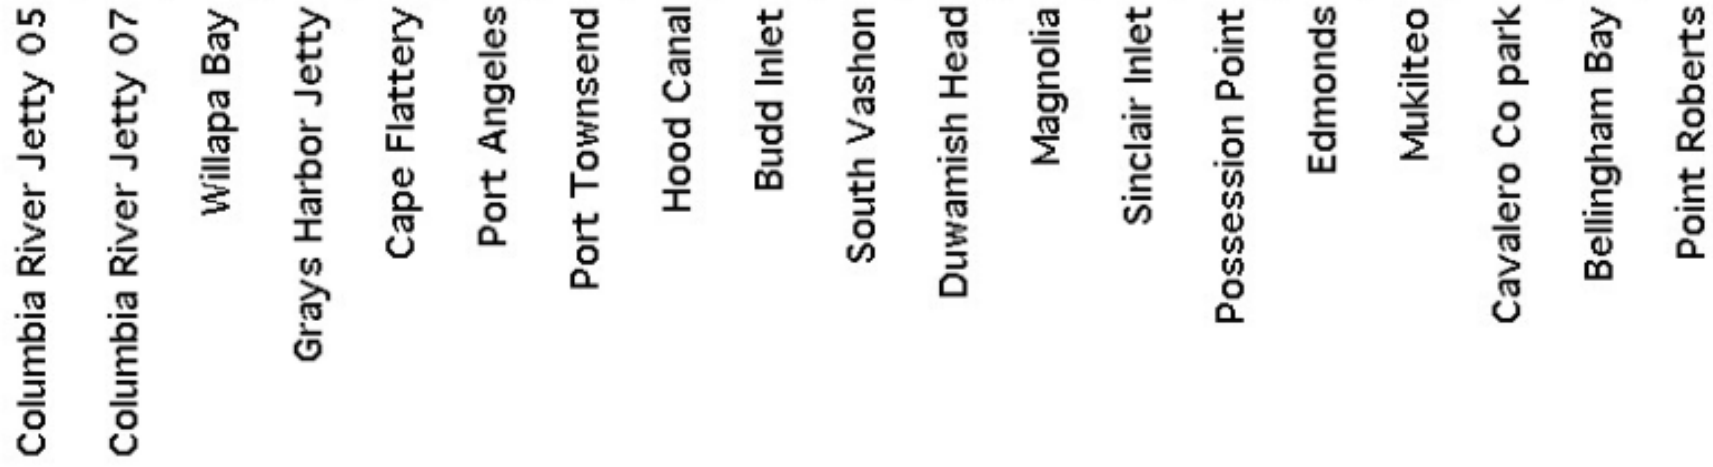 Columbia River Jetty 05
Columbia River Jetty 07
Willapa Bay
Grays Harbor Jetty
Cape Flattery
Port Angeles
Port Townsend
Hood Canal
Budd Inlet
South Vashon
Duwamish Head
Magnolia
Sinclair Inlet
Possession Point
Edmonds
Mukilteo
Cavalero Co park
Bellingham Bay
Point Roberts